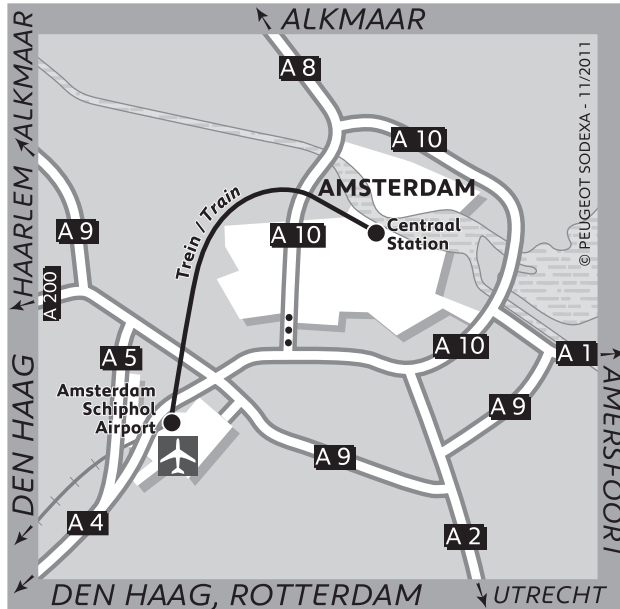 ALKMAAR
HAARLEM
ALKMAAR
A 8
A 10
© PEUGEOT SODEXA - 11/2011
AMSTERDAM
Trein / Train
A 9
A 10
Centraal
Station
A 200
A 5
A 10
A 1
Amsterdam
Schiphol
Airport
DEN HAAG
A 9
A 9
AMERSFOORT
A 4
A 2
DEN HAAG, ROTTERDAM
UTRECHT